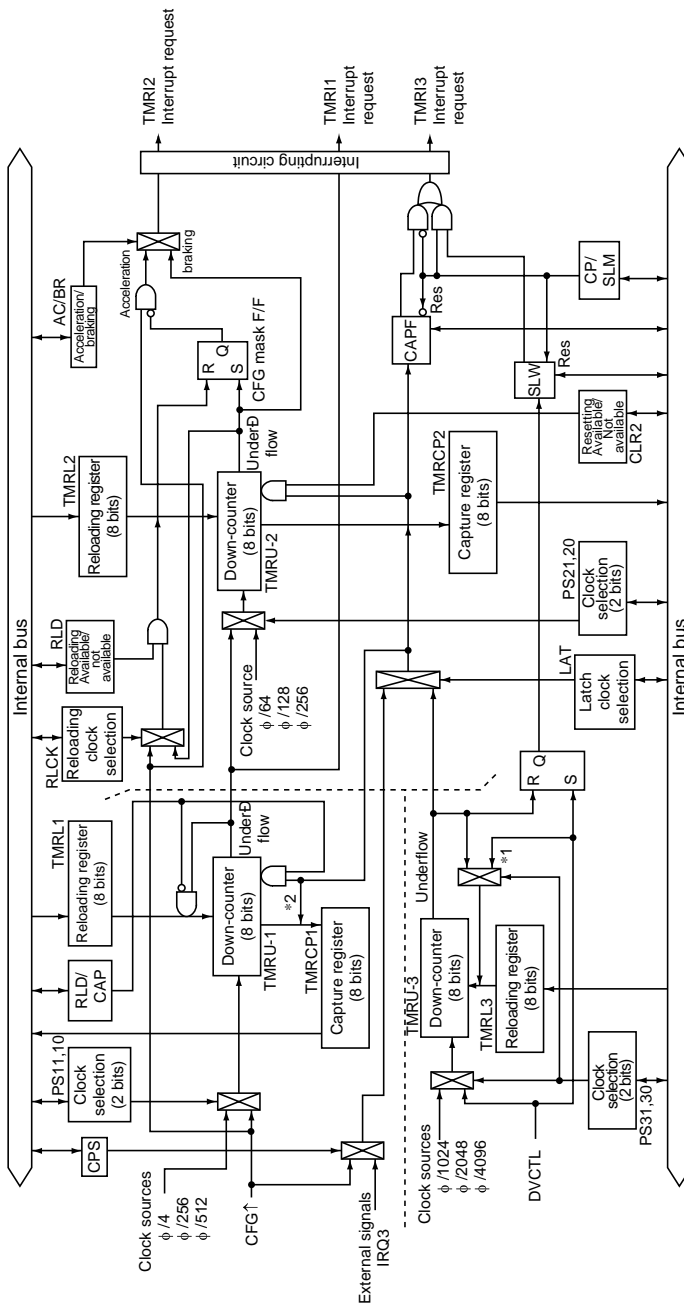 Internal bus
CPS
PS11,10
Clock
selection
(2 bits)
RLD/
CAP
TMRL1
Reloading register
(8 bits)
RLCK
Reloading
clock
selection
RLD
Reloading
Available/
not
available
TMRL2
Reloading register
(8 bits)
AC/BR
Acceleration/
braking
Acceleration
braking
TMRI2
Interrupt request
Interrupting circuit
TMRI1
Interrupt
request
TMRI3
Interrupt
request
R
Q
S
CFG mask F/F
Clock sources
ϕ /4
ϕ /256
ϕ /512
CFG↑
External signals
IRQ3
Down-counter
(8 bits)
TMRU-1
UnderĐ
flow
*2
TMRCP1
Capture register
(8 bits)
Clock source
ϕ /64
ϕ /128
ϕ /256
Down-counter
(8 bits)
TMRU-2
UnderĐ
flow
TMRCP2
Capture register
(8 bits)
CAPF
Res
Clock sources
ϕ /1024
ϕ /2048
ϕ /4096
DVCTL
TMRU-3
Down-counter
(8 bits)
Underflow
TMRL3
Reloading register
(8 bits)
*1
R
Q
S
Clock
selection
(2 bits)
PS31,30
LAT
Latch
clock
selection
PS21,20
Clock
selection
(2 bits)
Resetting
Available/
Not
available
CLR2
SLW
Res
CP/
SLM
Internal bus